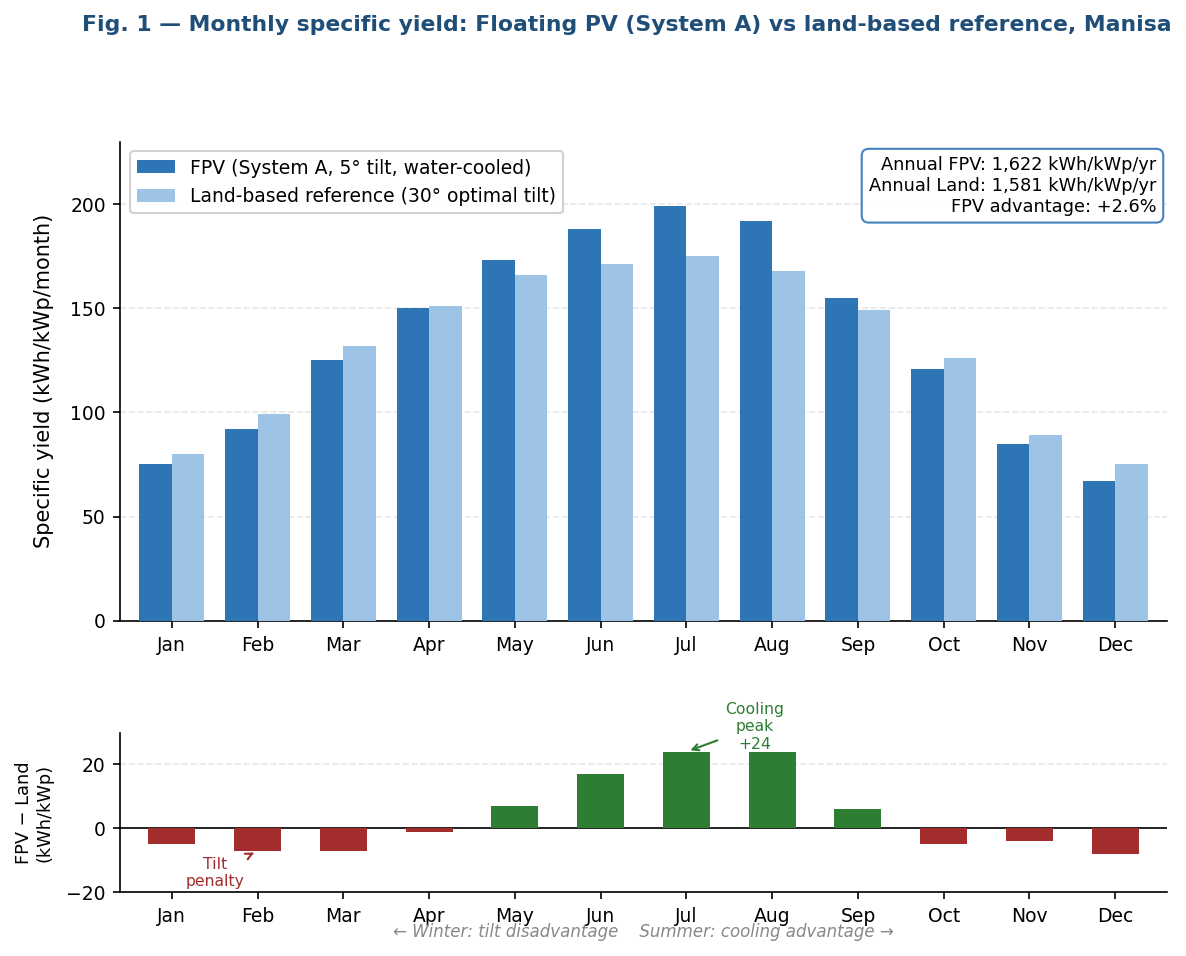 Fig. 1 — Monthly specific yield: Floating PV (System A) vs land-based reference, Manisa
FPV (System A, 5° tilt, water-cooled)
Land-based reference (30° optimal tilt)
Annual FPV: 1,622 kWh/kWp/yr
Annual Land: 1,581 kWh/kWp/yr
FPV advantage: +2.6%
Specific yield (kWh/kWp/month)
200
150
100
50
0
Jan Feb Mar Apr May Jun Jul Aug Sep Oct Nov Dec
Cooling
peak
+24
FPV − Land
(kWh/kWp)
20
0
−20
Tilt
penalty
Jan Feb Mar Apr May Jun Jul Aug Sep Oct Nov Dec
← Winter: tilt disadvantage Summer: cooling advantage →